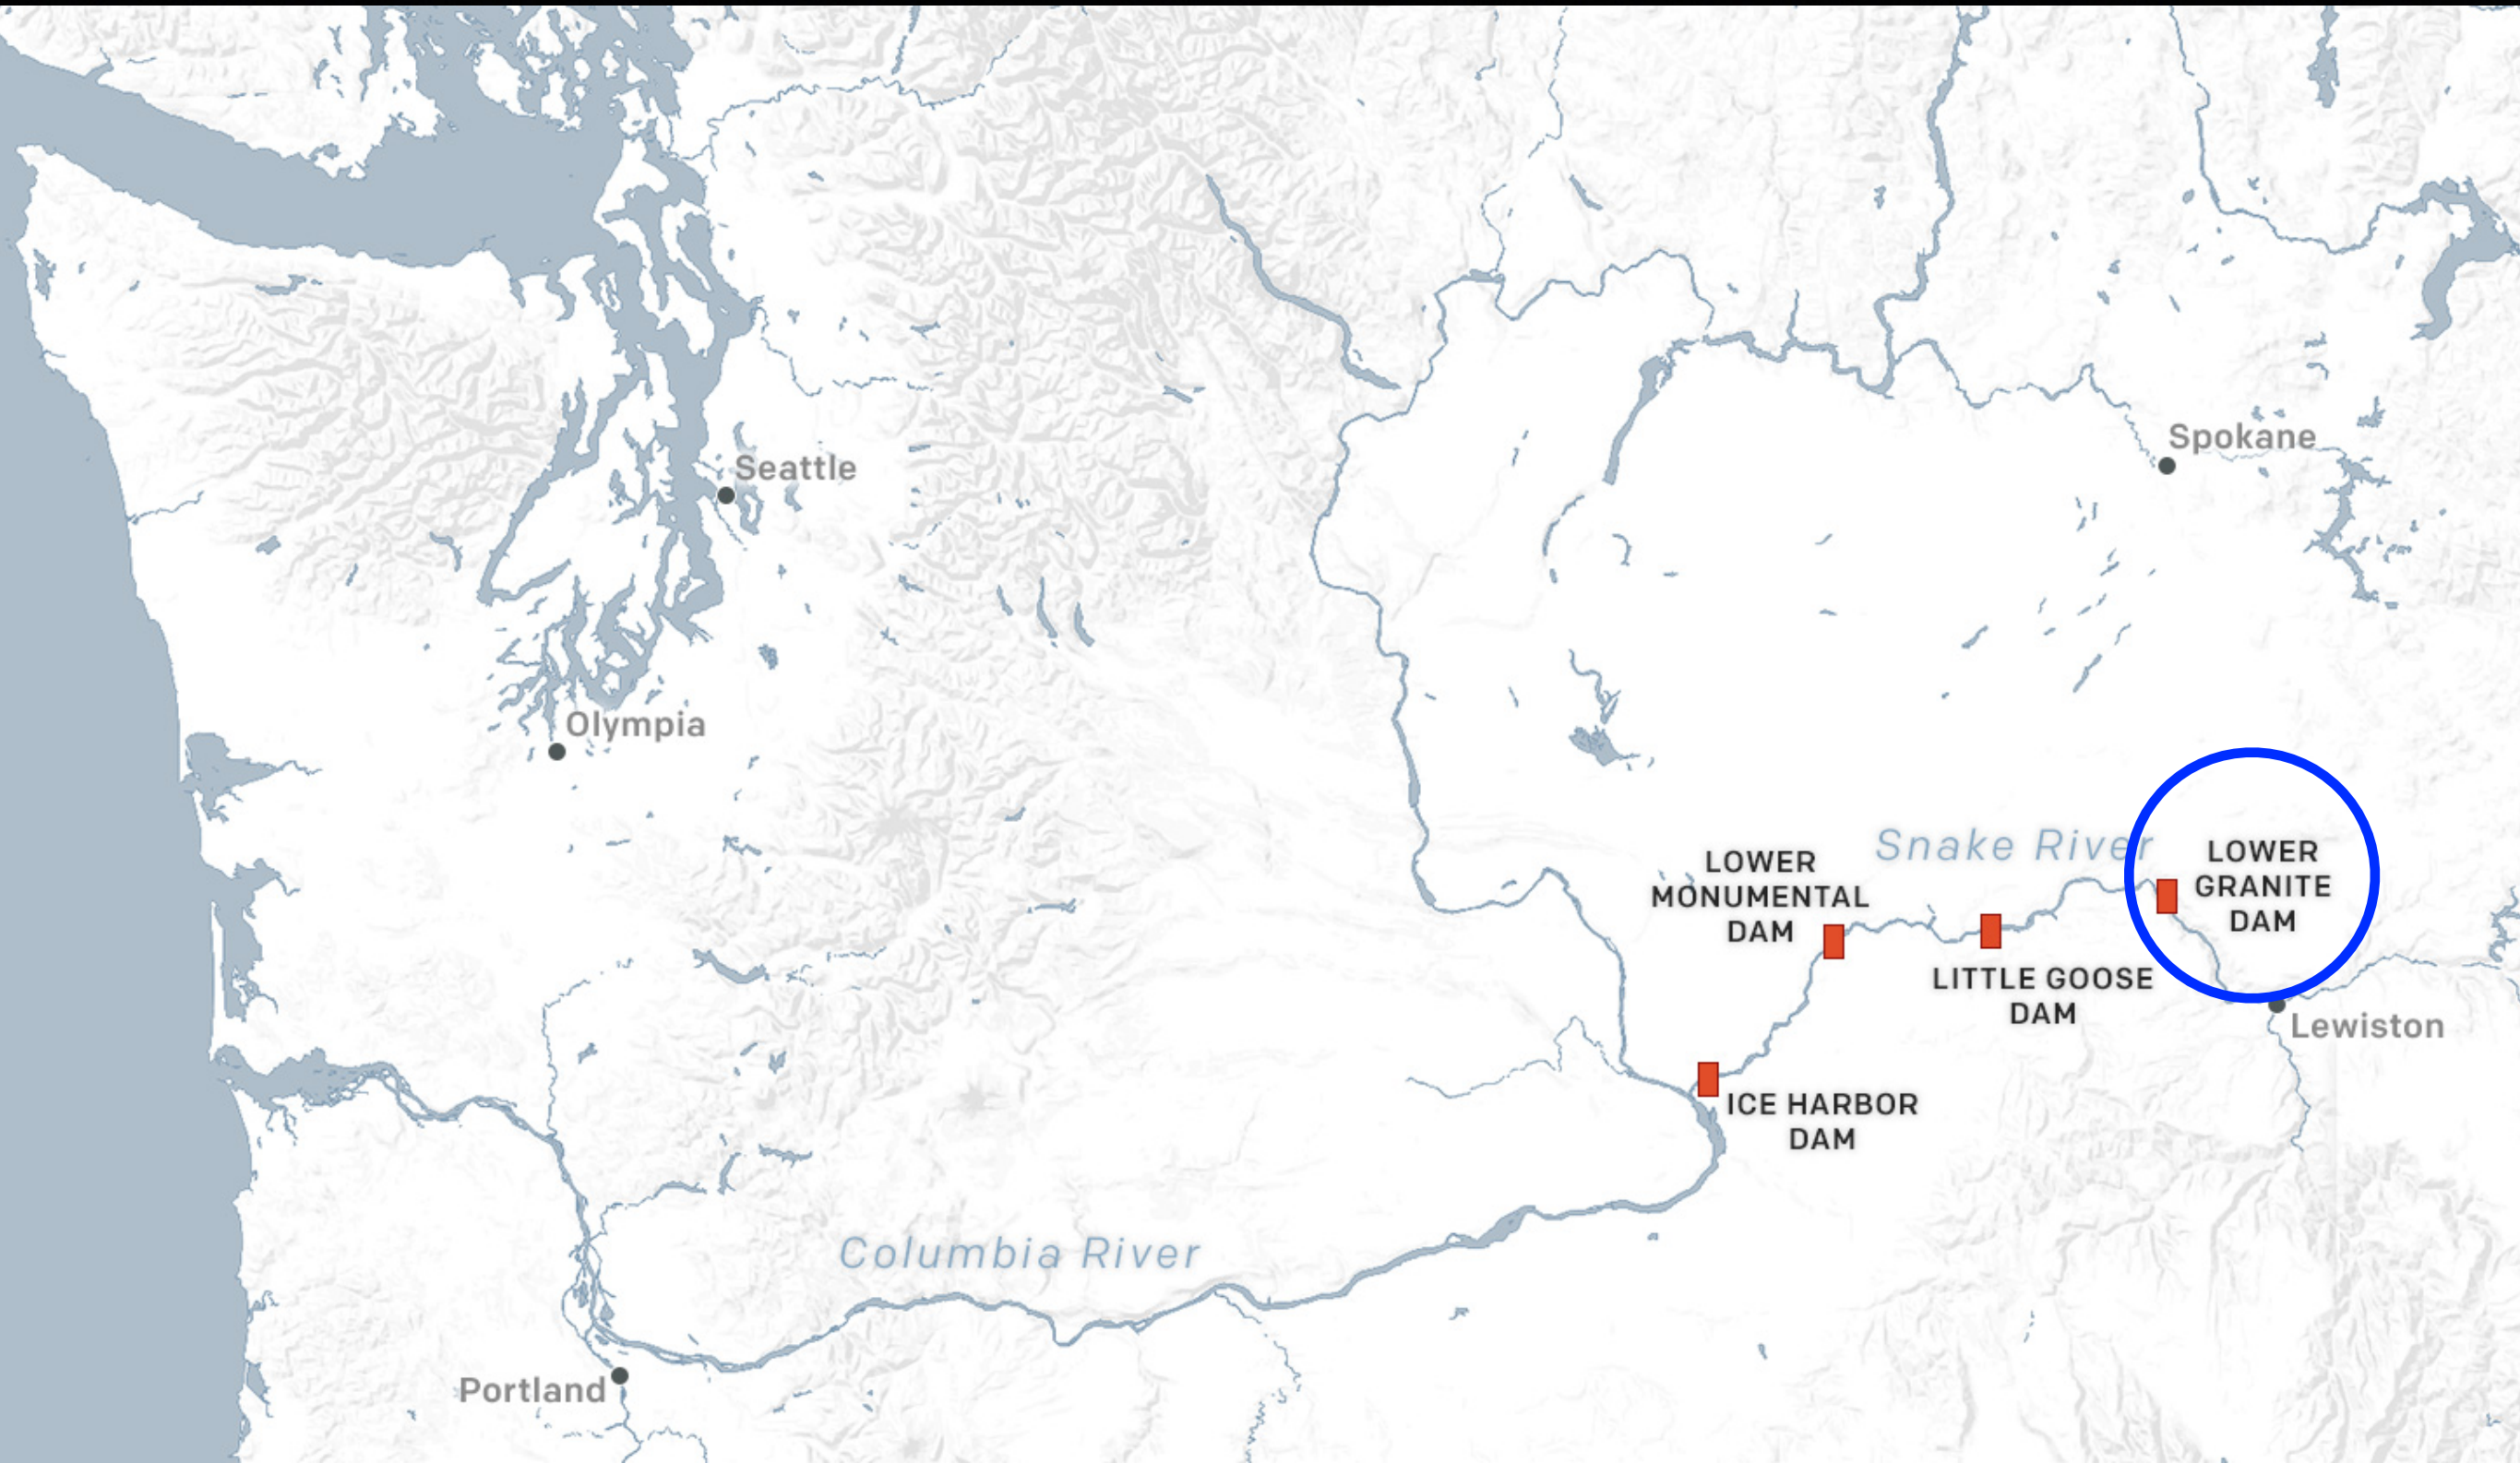 Seattle
Spokane
Olympia
Snake River
LOWER
MONUMENTAL
DAM
LOWER
GRANITE
DAM
LITTLE GOOSE
DAM
Lewiston
ICE HARBOR
DAM
Columbia River
Portland